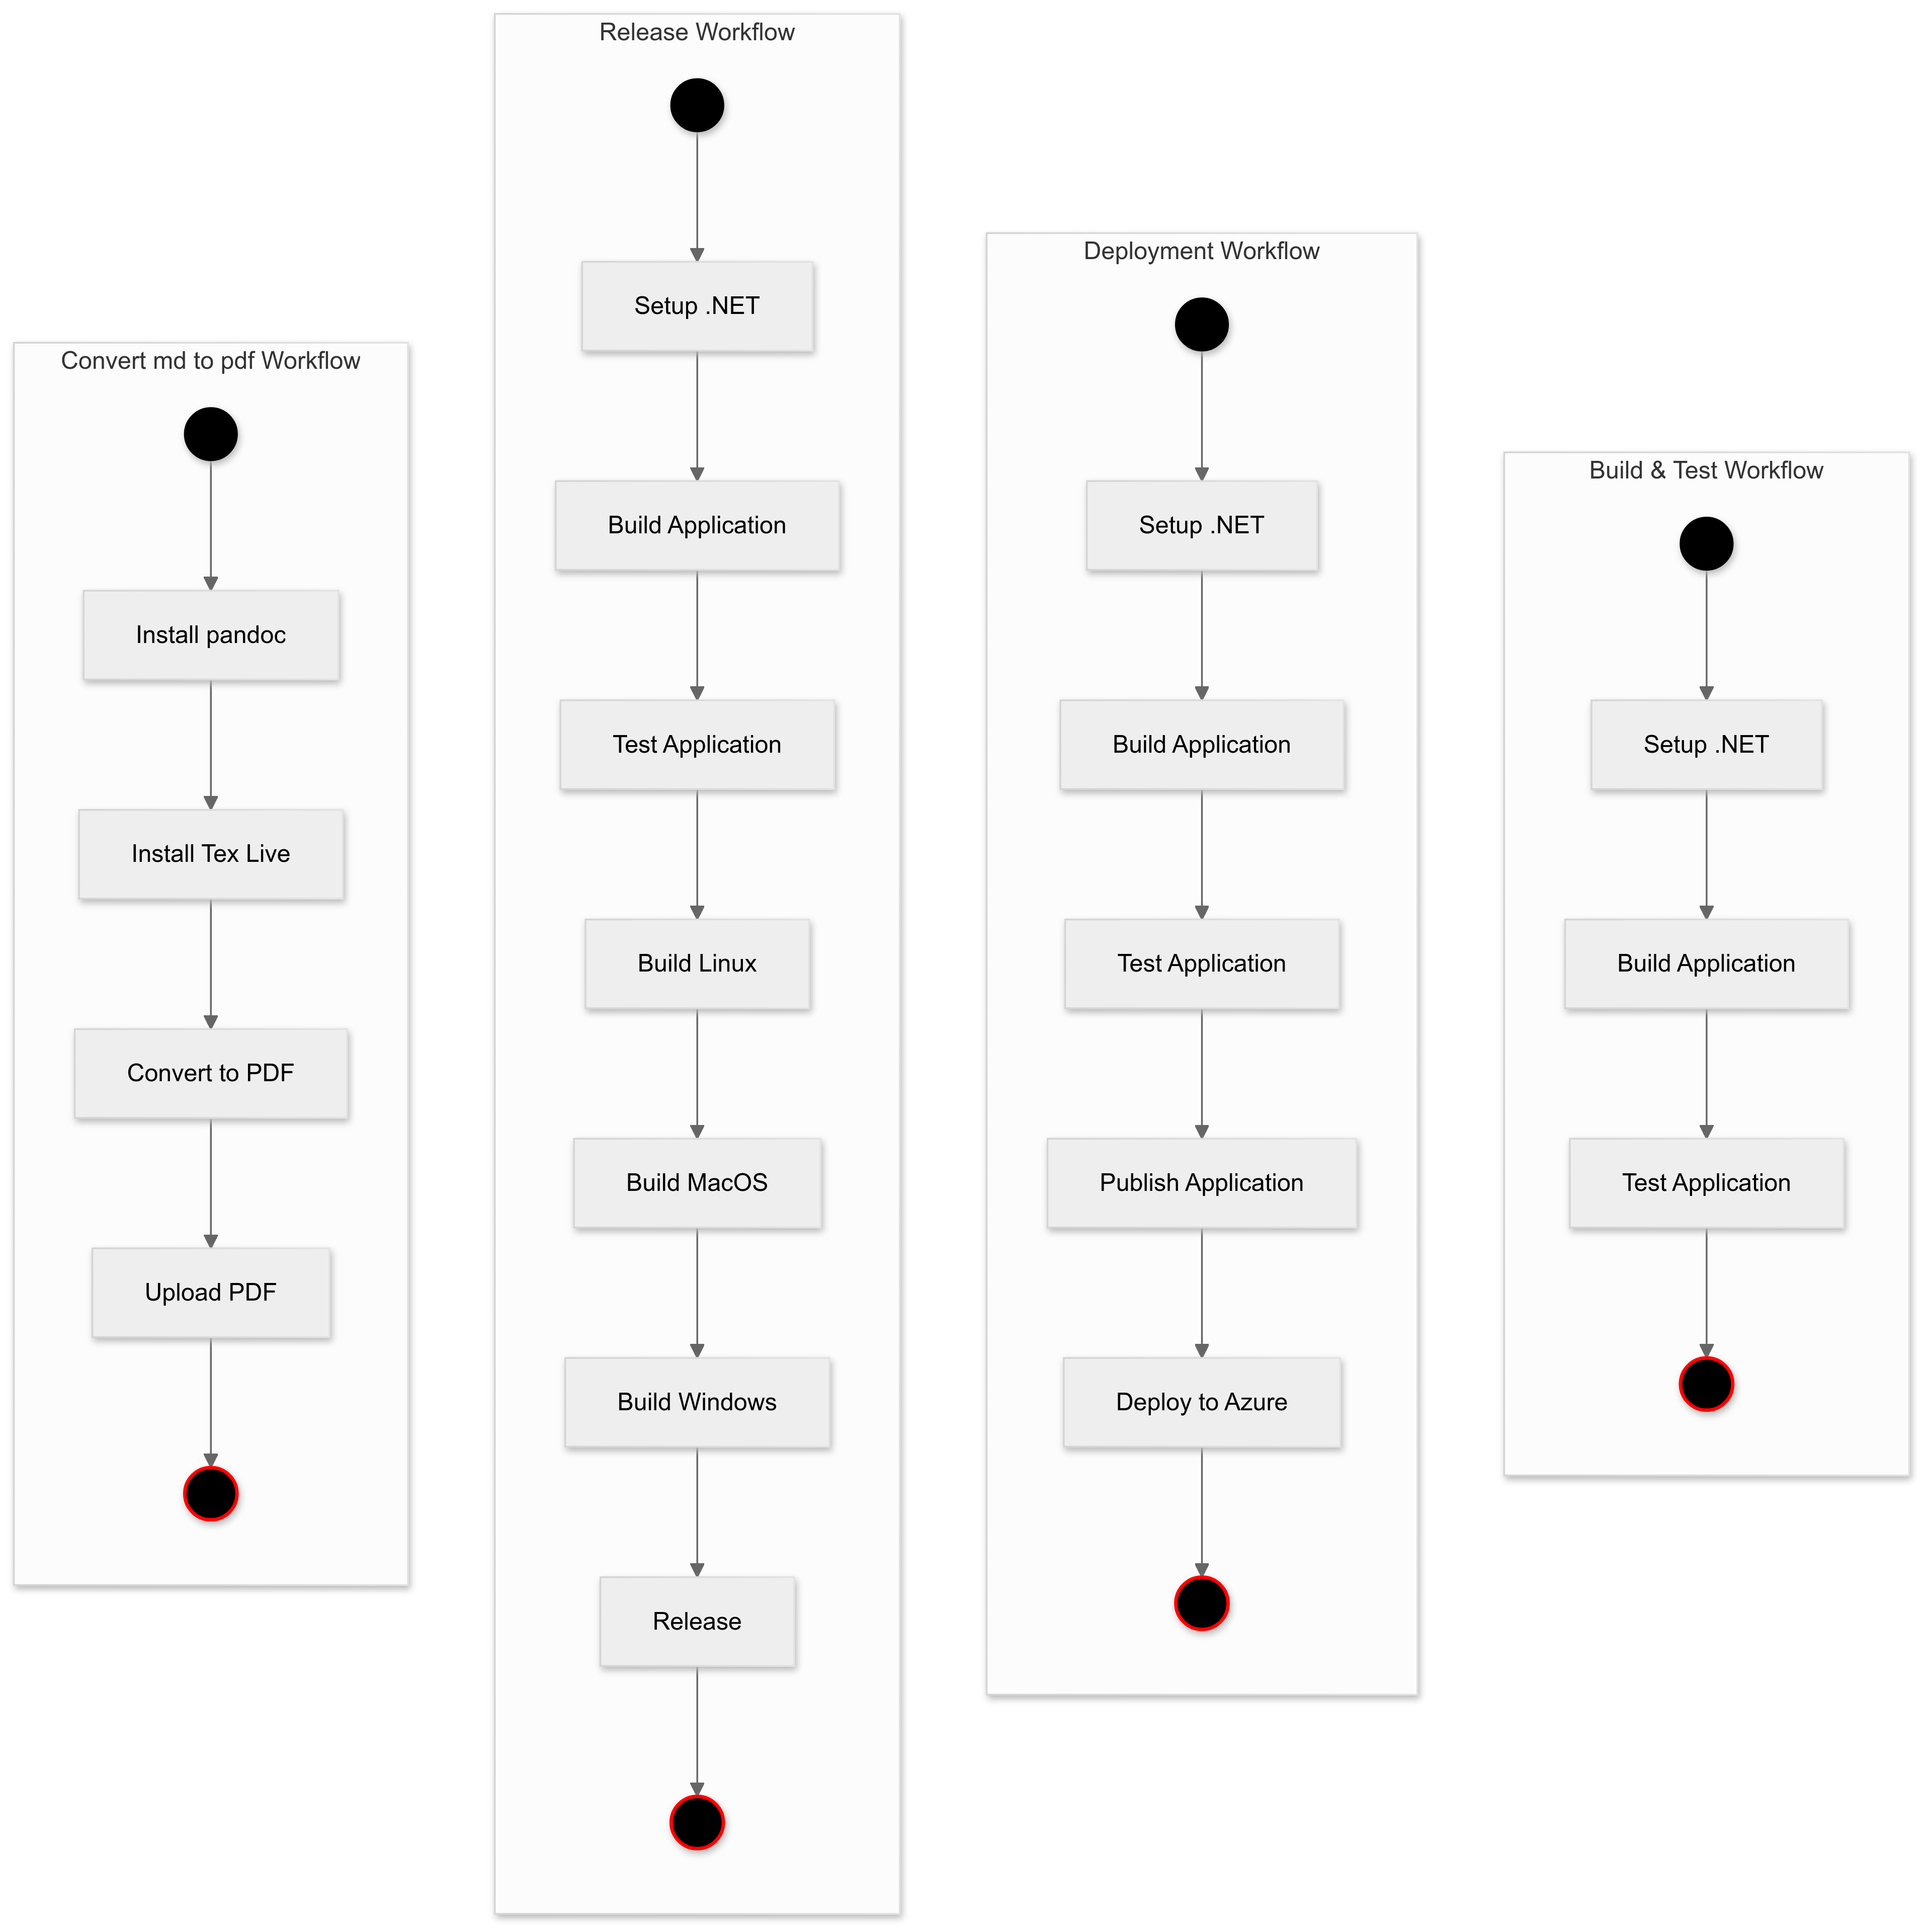 Convert md to pdf Workflow
Install pandoc
Install Tex Live
Convert to PDF
Upload PDF
Release Workflow
Setup .NET
Build Application
Test Application
Build Linux
Build MacOS
Build Windows
Release
Deployment Workflow
Setup .NET
Build Application
Test Application
Publish Application
Deploy to Azure
Build & Test Workflow
Setup .NET
Build Application
Test Application